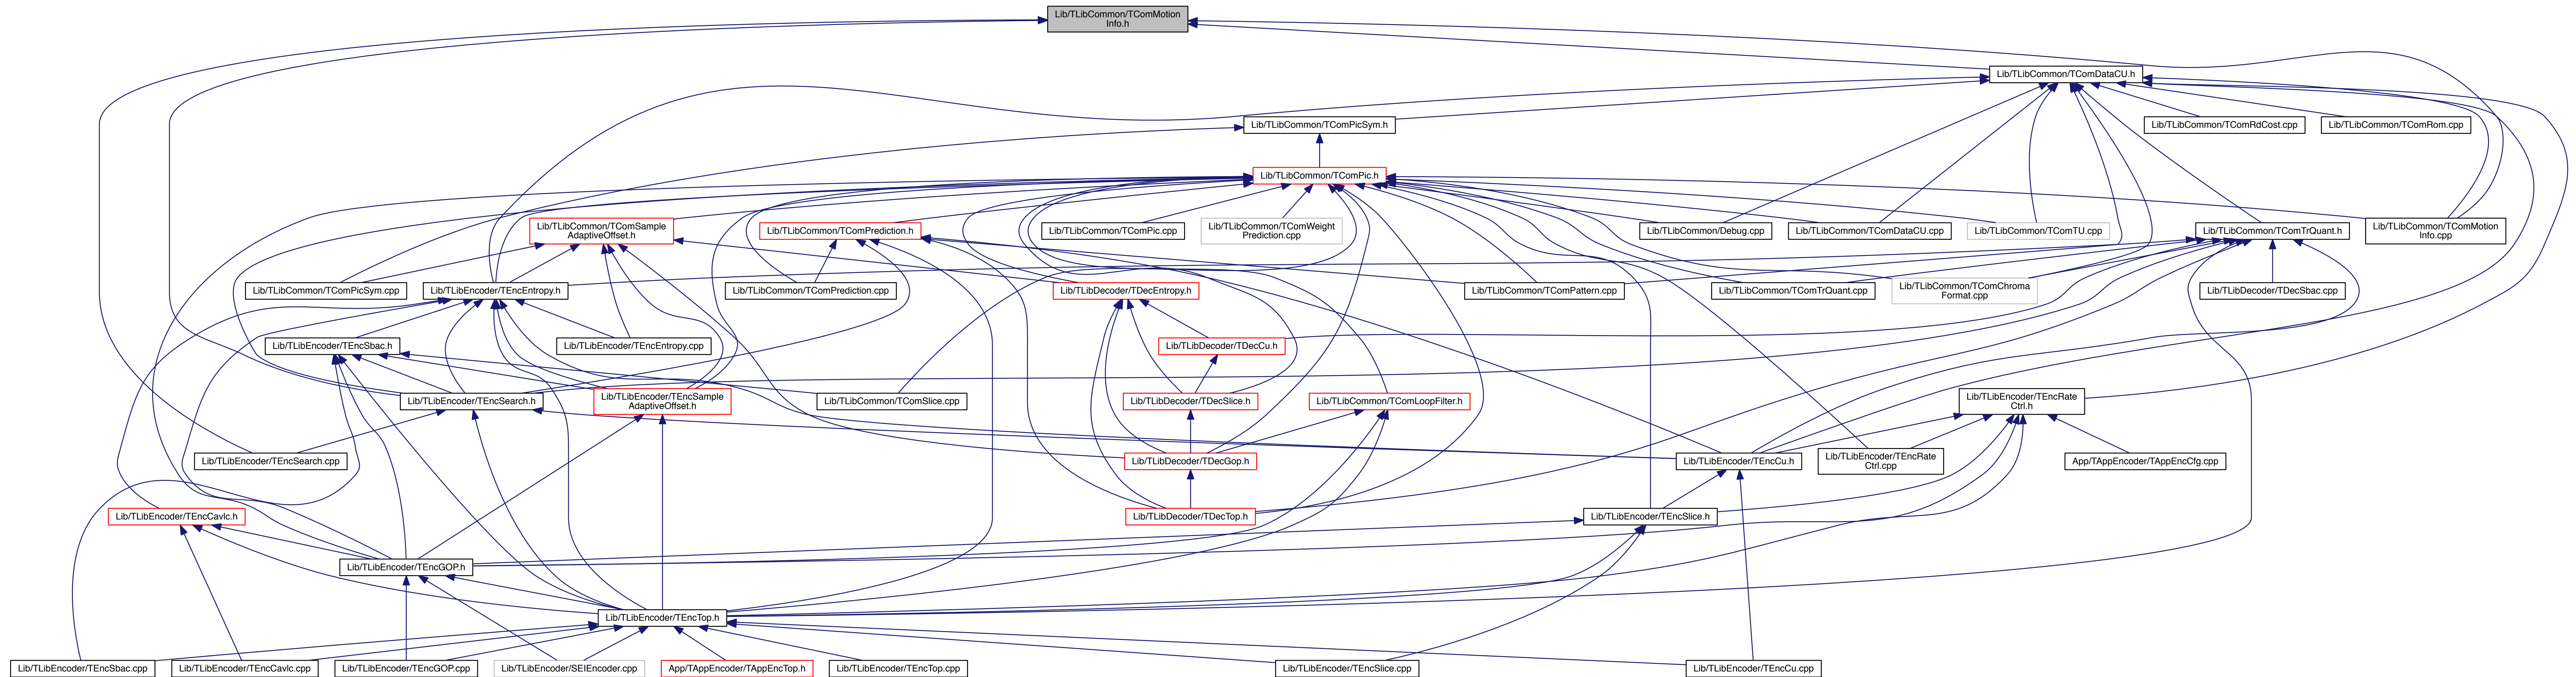 Lib/TLibCommon/TComMotion
Info.h
Lib/TLibCommon/TComDataCU.h
Lib/TLibCommon/TComPicSym.h
Lib/TLibCommon/TComRdCost.cpp
Lib/TLibCommon/TComRom.cpp
Lib/TLibCommon/TComPic.h
Lib/TLibCommon/TComSample
AdaptiveOffset.h
Lib/TLibCommon/TComPrediction.h
Lib/TLibCommon/TComPic.cpp
Lib/TLibCommon/TComWeight
Prediction.cpp
Lib/TLibCommon/Debug.cpp
Lib/TLibCommon/TComDataCU.cpp
Lib/TLibCommon/TComTU.cpp
Lib/TLibCommon/TComTrQuant.h
Lib/TLibCommon/TComMotion
Info.cpp
Lib/TLibCommon/TComPicSym.cpp
Lib/TLibEncoder/TEncEntropy.h
Lib/TLibCommon/TComPrediction.cpp
Lib/TLibDecoder/TDecEntropy.h
Lib/TLibCommon/TComPattern.cpp
Lib/TLibCommon/TComTrQuant.cpp
Lib/TLibCommon/TComChroma
Format.cpp
Lib/TLibDecoder/TDecSbac.cpp
Lib/TLibEncoder/TEncSbac.h
Lib/TLibEncoder/TEncEntropy.cpp
Lib/TLibDecoder/TDecCu.h
Lib/TLibEncoder/TEncSearch.h
Lib/TLibEncoder/TEncSample
AdaptiveOffset.h
Lib/TLibCommon/TComSlice.cpp
Lib/TLibDecoder/TDecSlice.h
Lib/TLibCommon/TComLoopFilter.h
Lib/TLibEncoder/TEncRate
Ctrl.h
Lib/TLibEncoder/TEncSearch.cpp
Lib/TLibDecoder/TDecGop.h
Lib/TLibEncoder/TEncCu.h
Lib/TLibEncoder/TEncRate
Ctrl.cpp
App/TAppEncoder/TAppEncCfg.cpp
Lib/TLibEncoder/TEncCavlc.h
Lib/TLibDecoder/TDecTop.h
Lib/TLibEncoder/TEncSlice.h
Lib/TLibEncoder/TEncGOP.h
Lib/TLibEncoder/TEncTop.h
Lib/TLibEncoder/TEncSbac.cpp
Lib/TLibEncoder/TEncCavlc.cpp
Lib/TLibEncoder/TEncGOP.cpp
Lib/TLibEncoder/SEIEncoder.cpp
App/TAppEncoder/TAppEncTop.h
Lib/TLibEncoder/TEncTop.cpp
Lib/TLibEncoder/TEncSlice.cpp
Lib/TLibEncoder/TEncCu.cpp